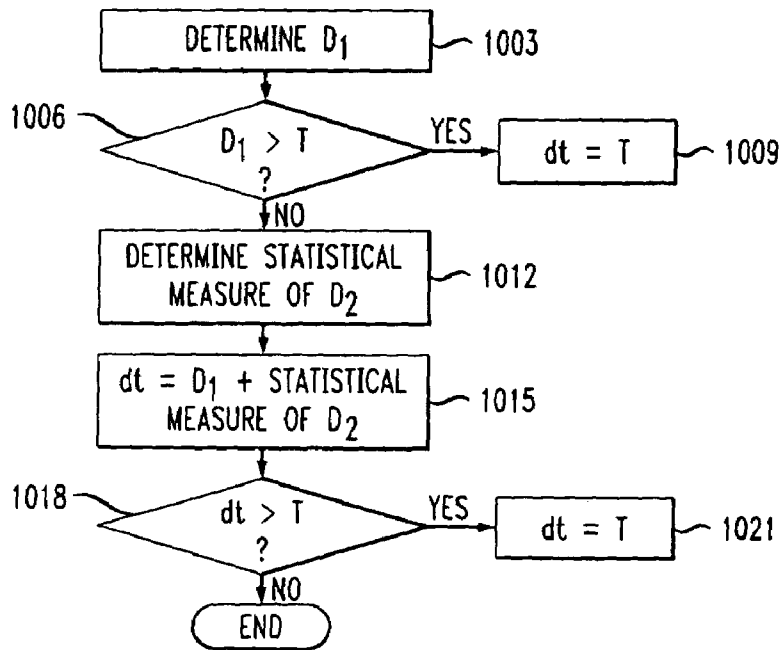 DETERMINE D1
1003
1006
D1 > T
?
YES
dt = T
1009
NO
DETERMINE STATISTICAL
MEASURE OF D2
1012
dt = D1 + STATISTICAL
MEASURE OF D2
1015
1018
dt > T
?
YES
dt = T
1021
NO
END